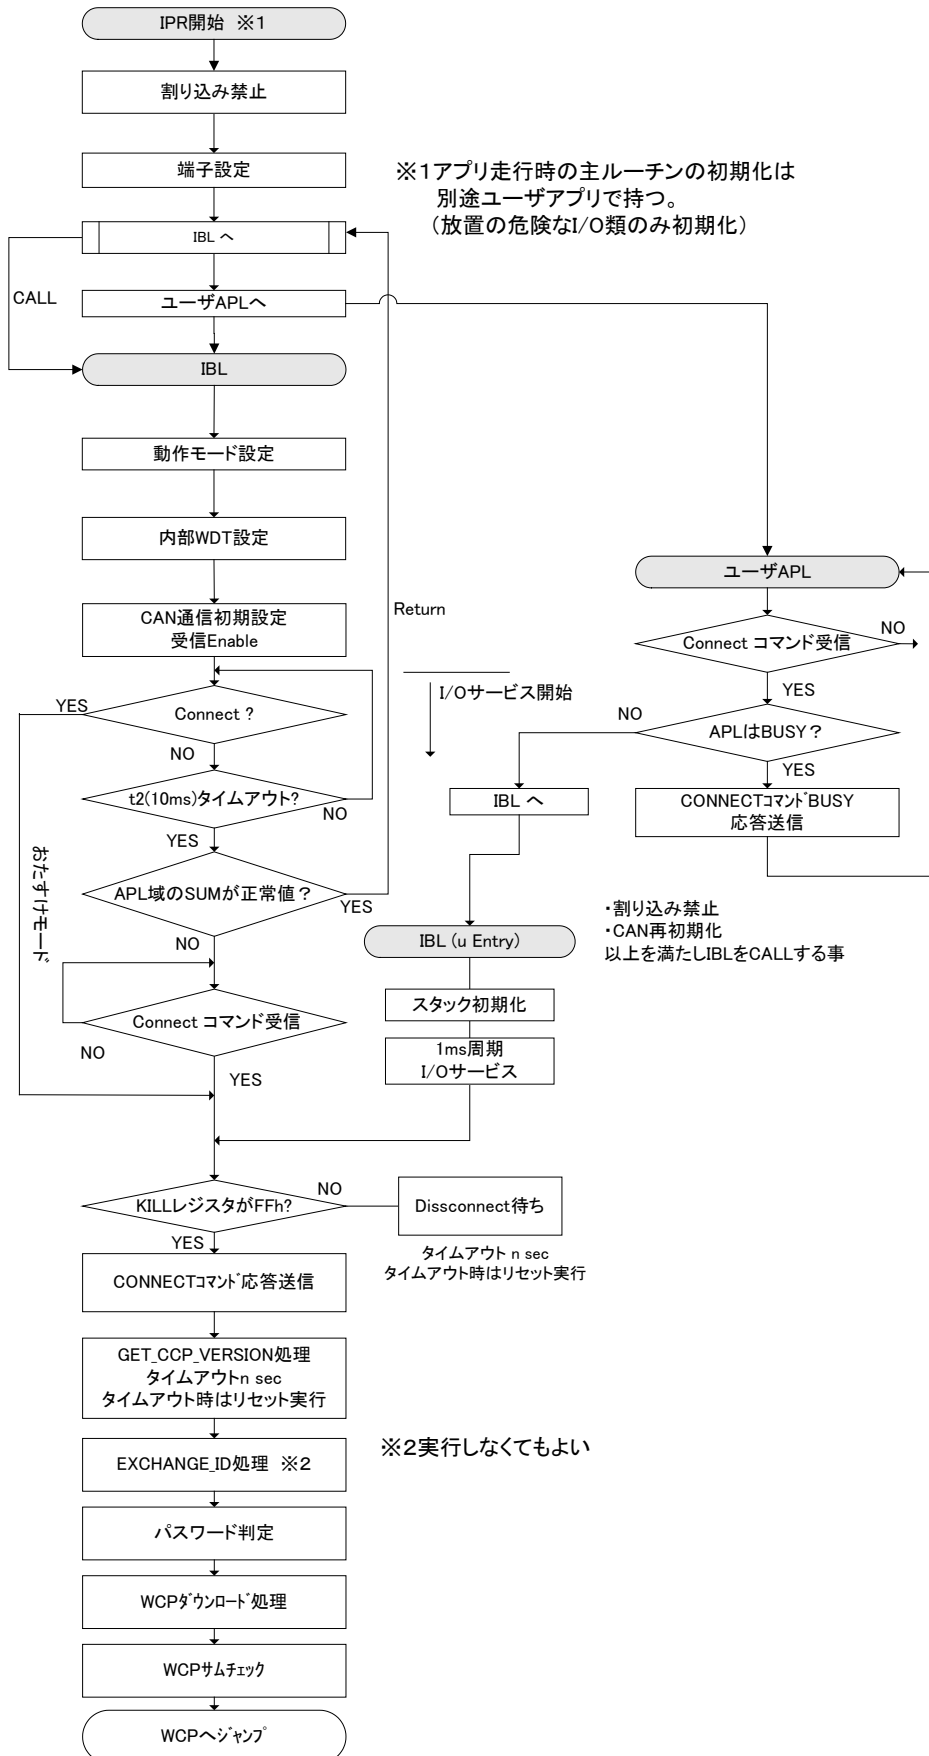 IPR開始 ※1
割り込み禁止
端子設定
※1アプリ走行時の主ルーチンの初期化は
別途ユーザアプリで持つ。
（放置の危険なI/O類のみ初期化）
IBL へ
CALL
ユーザAPLへ
IBL
動作モード設定
内部WDT設定
CAN通信初期設定
受信Enable
Return
Connect ?
YES
NO
t2(10ms)タイムアウト?
NO
YES
おたすけモード
APL域のSUMが正常値？
YES
NO
Connect コマンド受信
NO
YES
I/Oサービス開始
ユーザAPL
Connect コマンド受信
NO
YES
APLはBUSY？
NO
YES
CONNECTｺﾏﾝﾄﾞBUSY
応答送信
IBL へ
・割り込み禁止
・CAN再初期化
以上を満たしIBLをCALLする事
IBL (u Entry)
スタック初期化
1ms周期
I/Oサービス
KILLレジスタがFFh?
NO
YES
Dissconnect待ち
タイムアウト n sec
タイムアウト時はリセット実行
CONNECTｺﾏﾝﾄﾞ応答送信
GET_CCP_VERSION処理
タイムアウトn sec
タイムアウト時はリセット実行
EXCHANGE_ID処理 ※2
※2実行しなくてもよい
パスワード判定
WCPﾀﾞｳﾝﾛｰﾄﾞ処理
WCPｻﾑﾁｪｯｸ
WCPへｼﾞｬﾝﾌﾟ